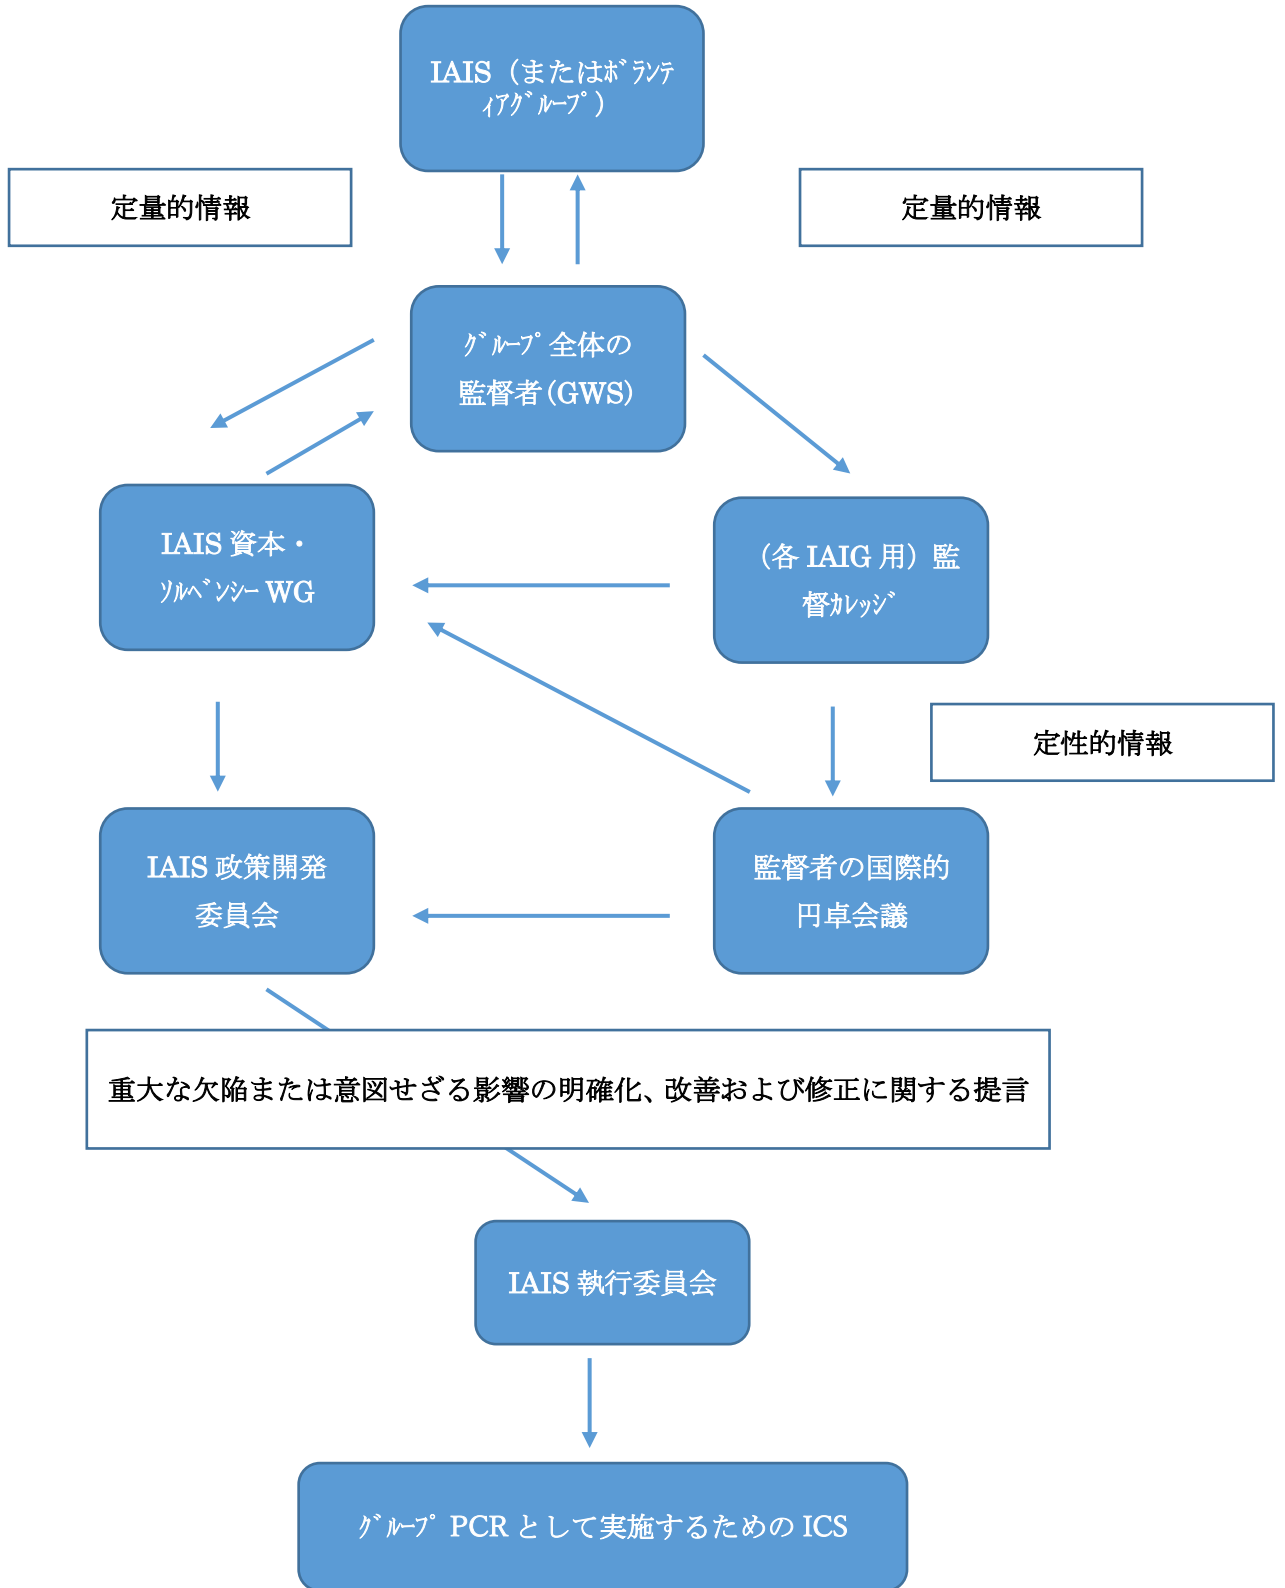 IAIS（またはﾎﾞﾗﾝﾃ
ｨｱｸﾞﾙｰﾌﾟ）
定量的情報
定量的情報
ｸﾞﾙｰﾌﾟ全体の
監督者(GWS)
IAIS 資本・
ｿﾙﾍﾞﾝｼｰ WG
（各 IAIG 用）監
督ｶﾚｯｼﾞ
定性的情報
IAIS 政策開発
委員会
監督者の国際的
円卓会議
重大な欠陥または意図せざる影響の明確化、改善および修正に関する提言
IAIS 執行委員会
ｸﾞﾙｰﾌﾟ PCR として実施するための ICS